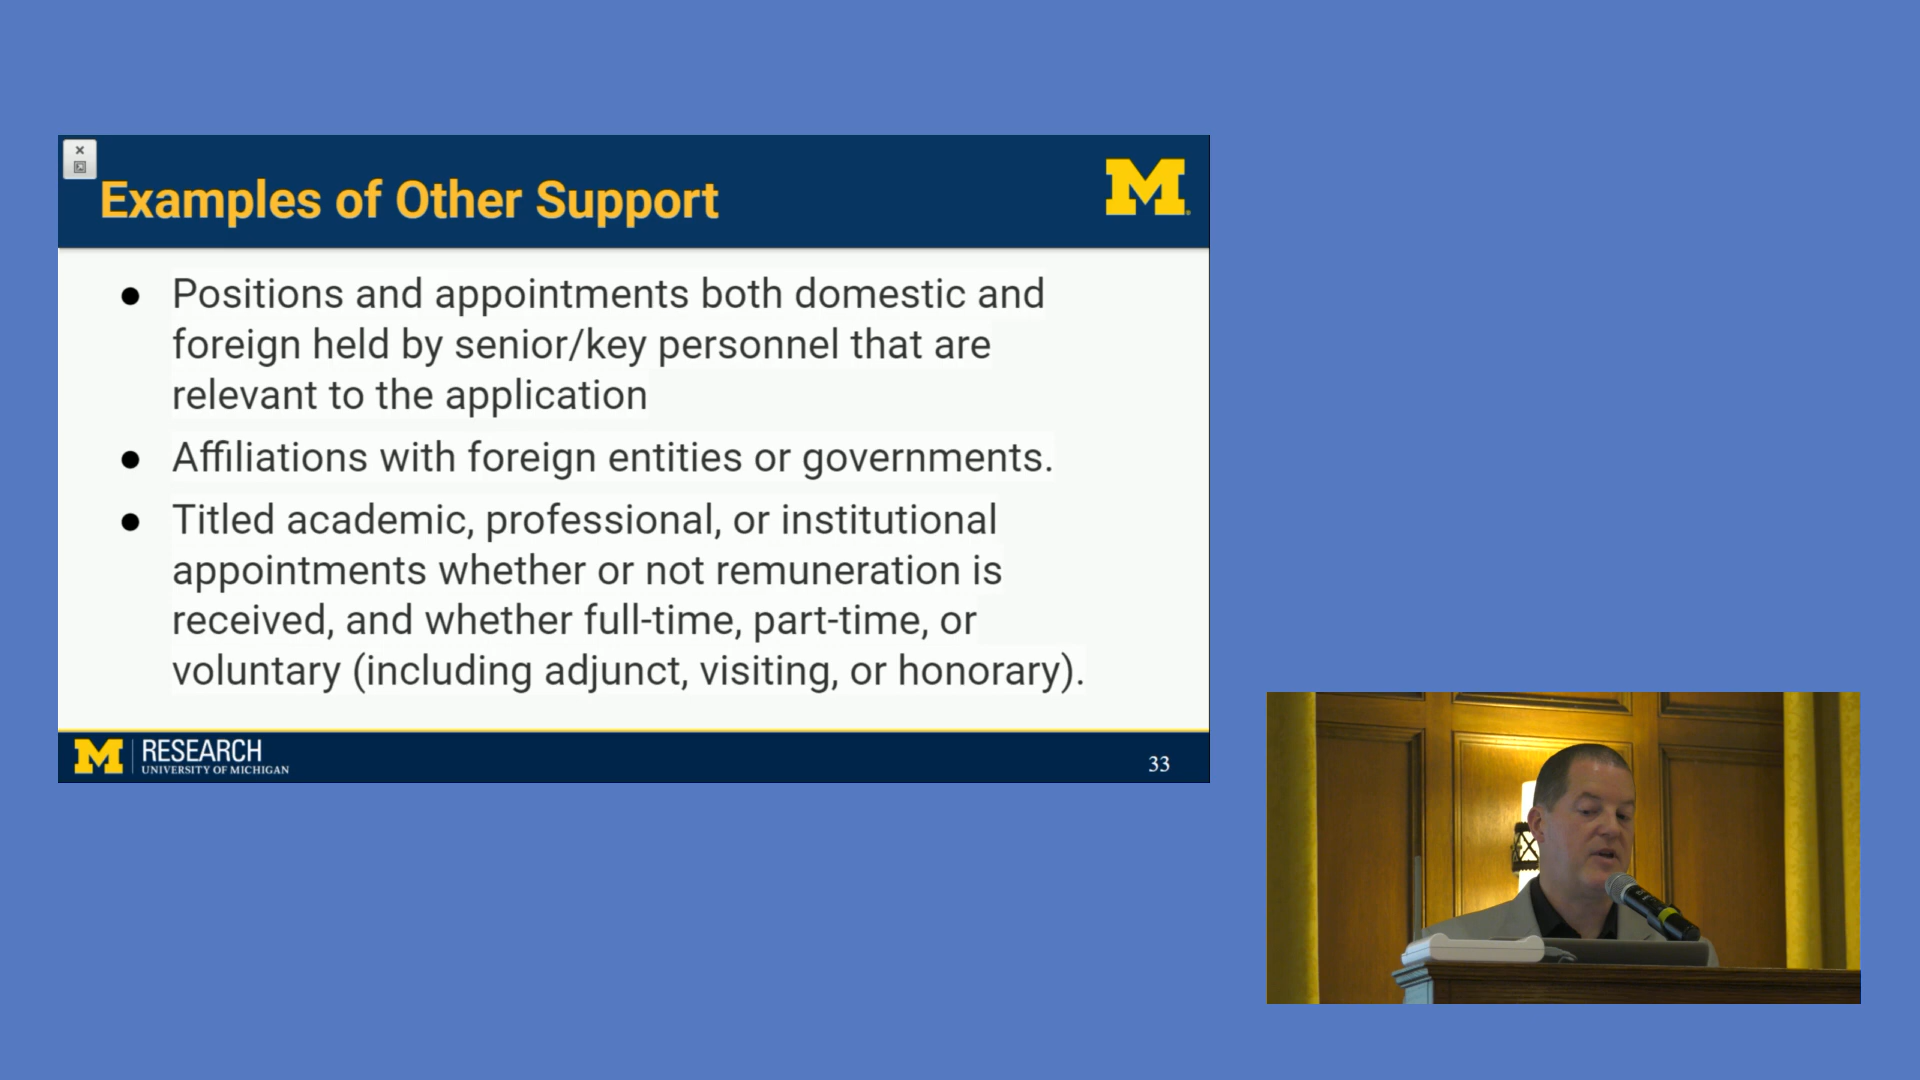 Examples of Other Support
M
● Positions and appointments both domestic and
foreign held by senior/key personnel that are
relevant to the application
● Affiliations with foreign entities or governments.
● Titled academic, professional, or institutional
appointments whether or not remuneration is
received, and whether full-time, part-time, or
voluntary (including adjunct, visiting, or honorary).
M RESEARCH
UNIVERSITY OF MICHIGAN
33